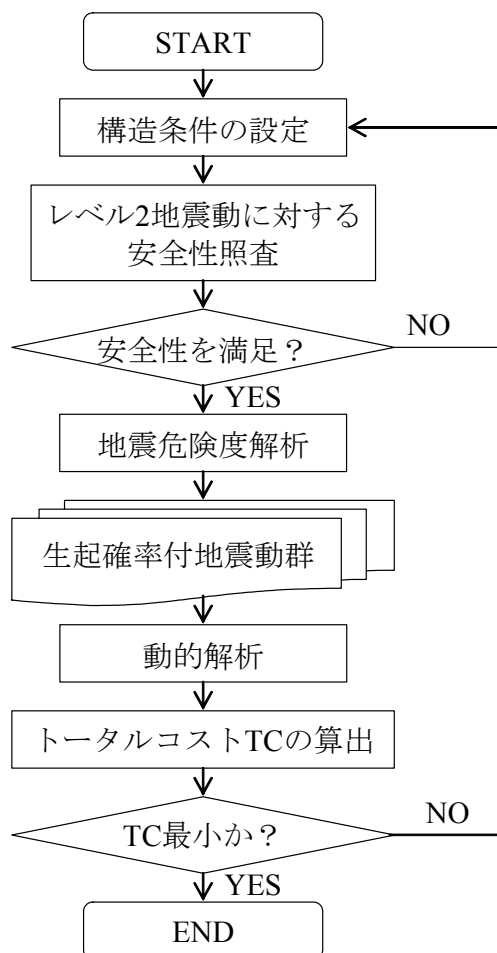 START
構造条件の設定
レベル2地震動に対する
安全性照査
安全性を満足？
NO
YES
地震危険度解析
生起確率付地震動群
動的解析
トータルコストTCの算出
TC最小か？
NO
YES
END